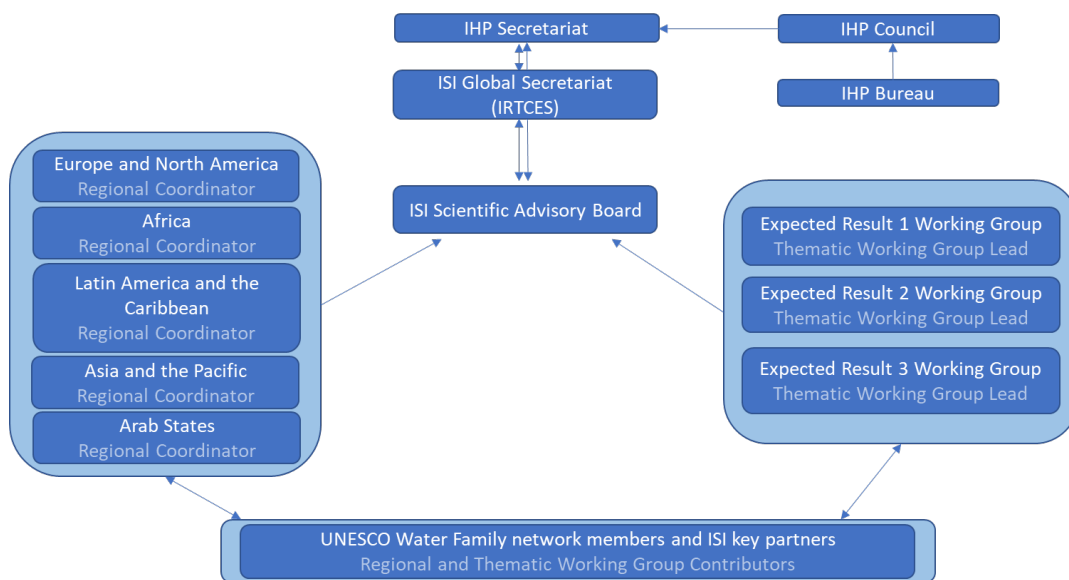 IHP Secretariat
IHP Council
ISI Global Secretariat
(IRTCES)
IHP Bureau
Europe and North America
Regional Coordinator
Africa
Regional Coordinator
Latin America and the
Caribbean
Regional Coordinator
Asia and the Pacific
Regional Coordinator
Arab States
Regional Coordinator
ISI Scientific Advisory Board
Expected Result 1 Working Group
Thematic Working Group Lead
Expected Result 2 Working Group
Thematic Working Group Lead
Expected Result 3 Working Group
Thematic Working Group Lead
UNESCO Water Family network members and ISI key partners
Regional and Thematic Working Group Contributors